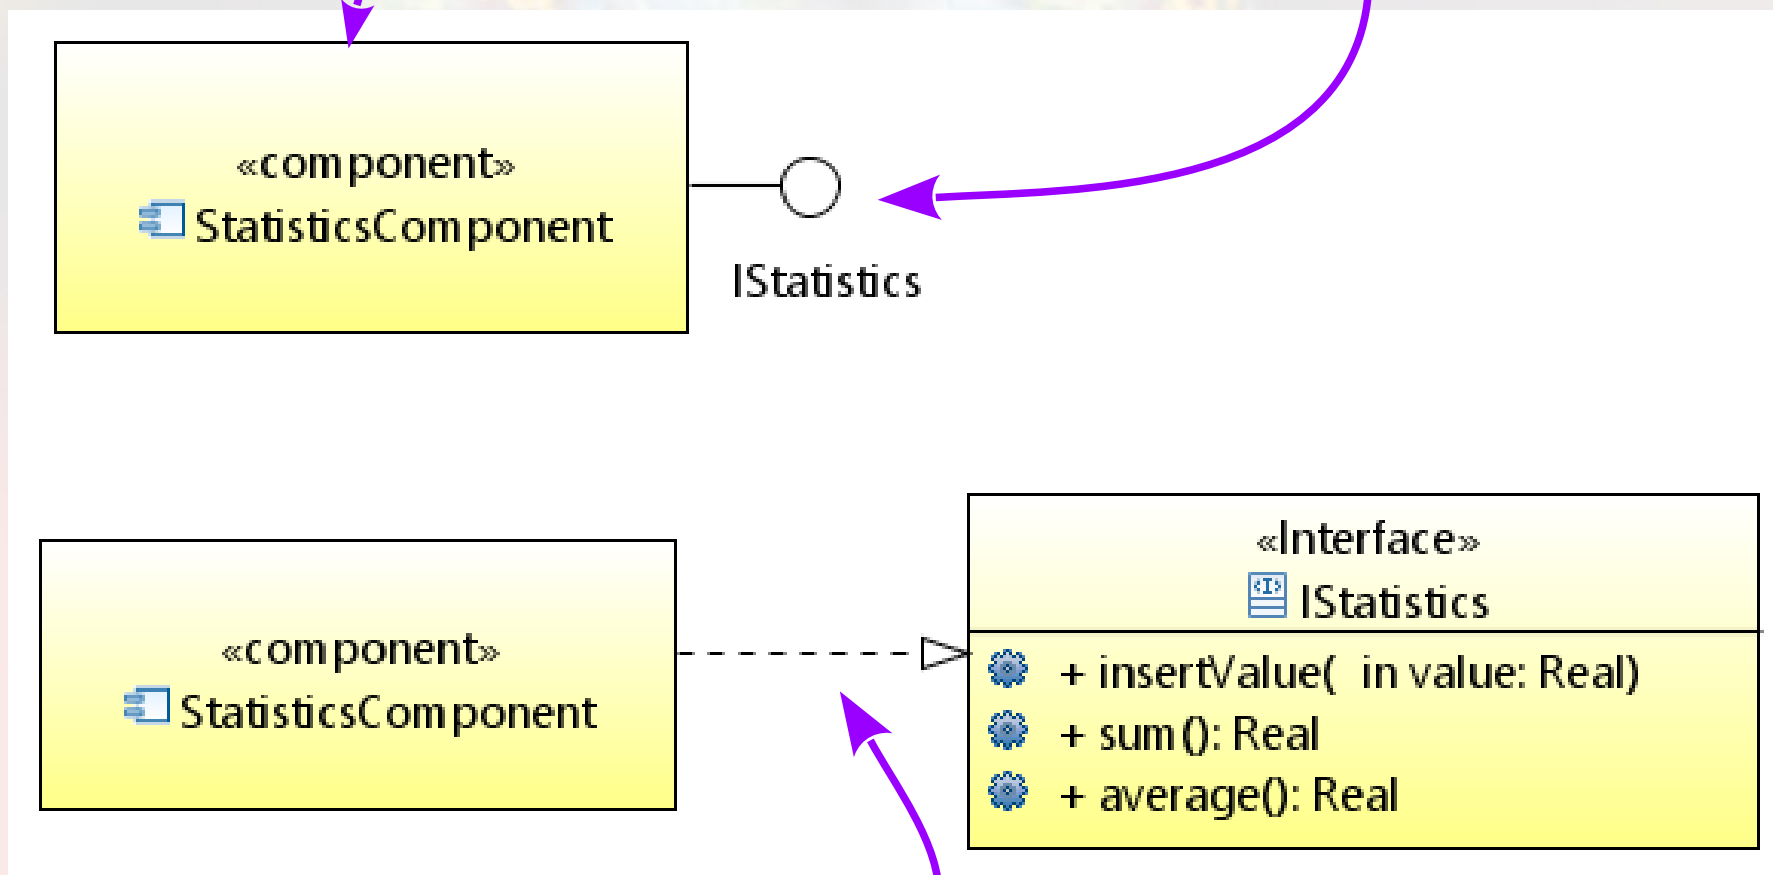 «component»
StatisticsComponent
IStatistics
«component»
StatisticsComponent
«Interface»
IStatistics
+ insertValue( in value: Real)
+ sum(): Real
+ average(): Real